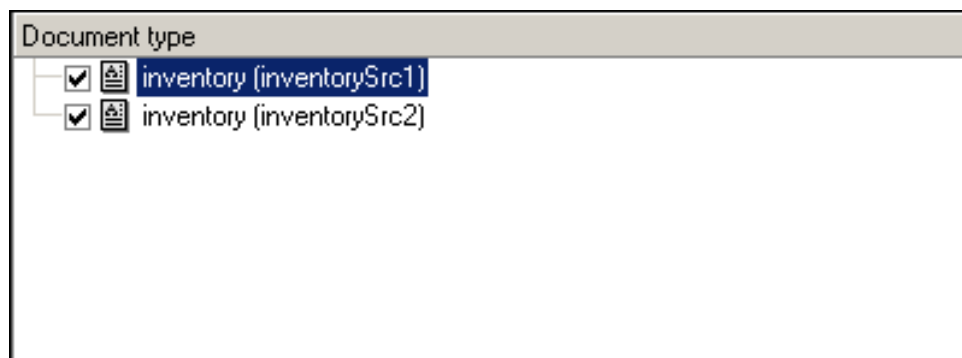 Document type
inventory (inventorySrc1)
inventory (inventorySrc2)